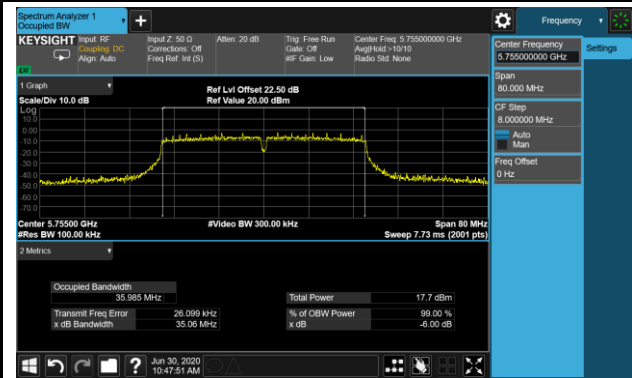 Spectrum Analyzer 1
Occupied BW
Frequency
KEYSIGHT
Input: RF
Coupling: DC
Align: Auto
Input Z: 50 Ω
Corrections: Off
Freq Ref: Int (S)
Atten: 20 dB
Trig: Free Run
Gate: Off
#IF Gain: Low
Center Freq: 5.755000000 GHz
Avg|Hold:>10/10
Radio Std: None
Center Frequency
5.755000000 GHz
Settings
Span
80.000 MHz
CF Step
8.000000 MHz
Auto
Man
Freq Offset
0 Hz
1 Graph
Ref Lvl Offset 22.50 dB
Scale/Div 10.0 dB
Ref Value 20.00 dBm
Log
10.0
0.00
-10.0
-20.0
-30.0
-40.0
-50.0
-60.0
-70.0
Center 5.75500 GHz
#Video BW 300.00 kHz
Span 80 MHz
#Res BW 100.00 kHz
Sweep 7.73 ms (2001 pts)
2 Metrics
Occupied Bandwidth
35.985 MHz
Total Power 17.7 dBm
Transmit Freq Error 26.099 kHz
% of OBW Power 99.00 %
x dB Bandwidth 35.06 MHz
x dB -6.00 dB
?
Jun 30, 2020
10:47:51 AM